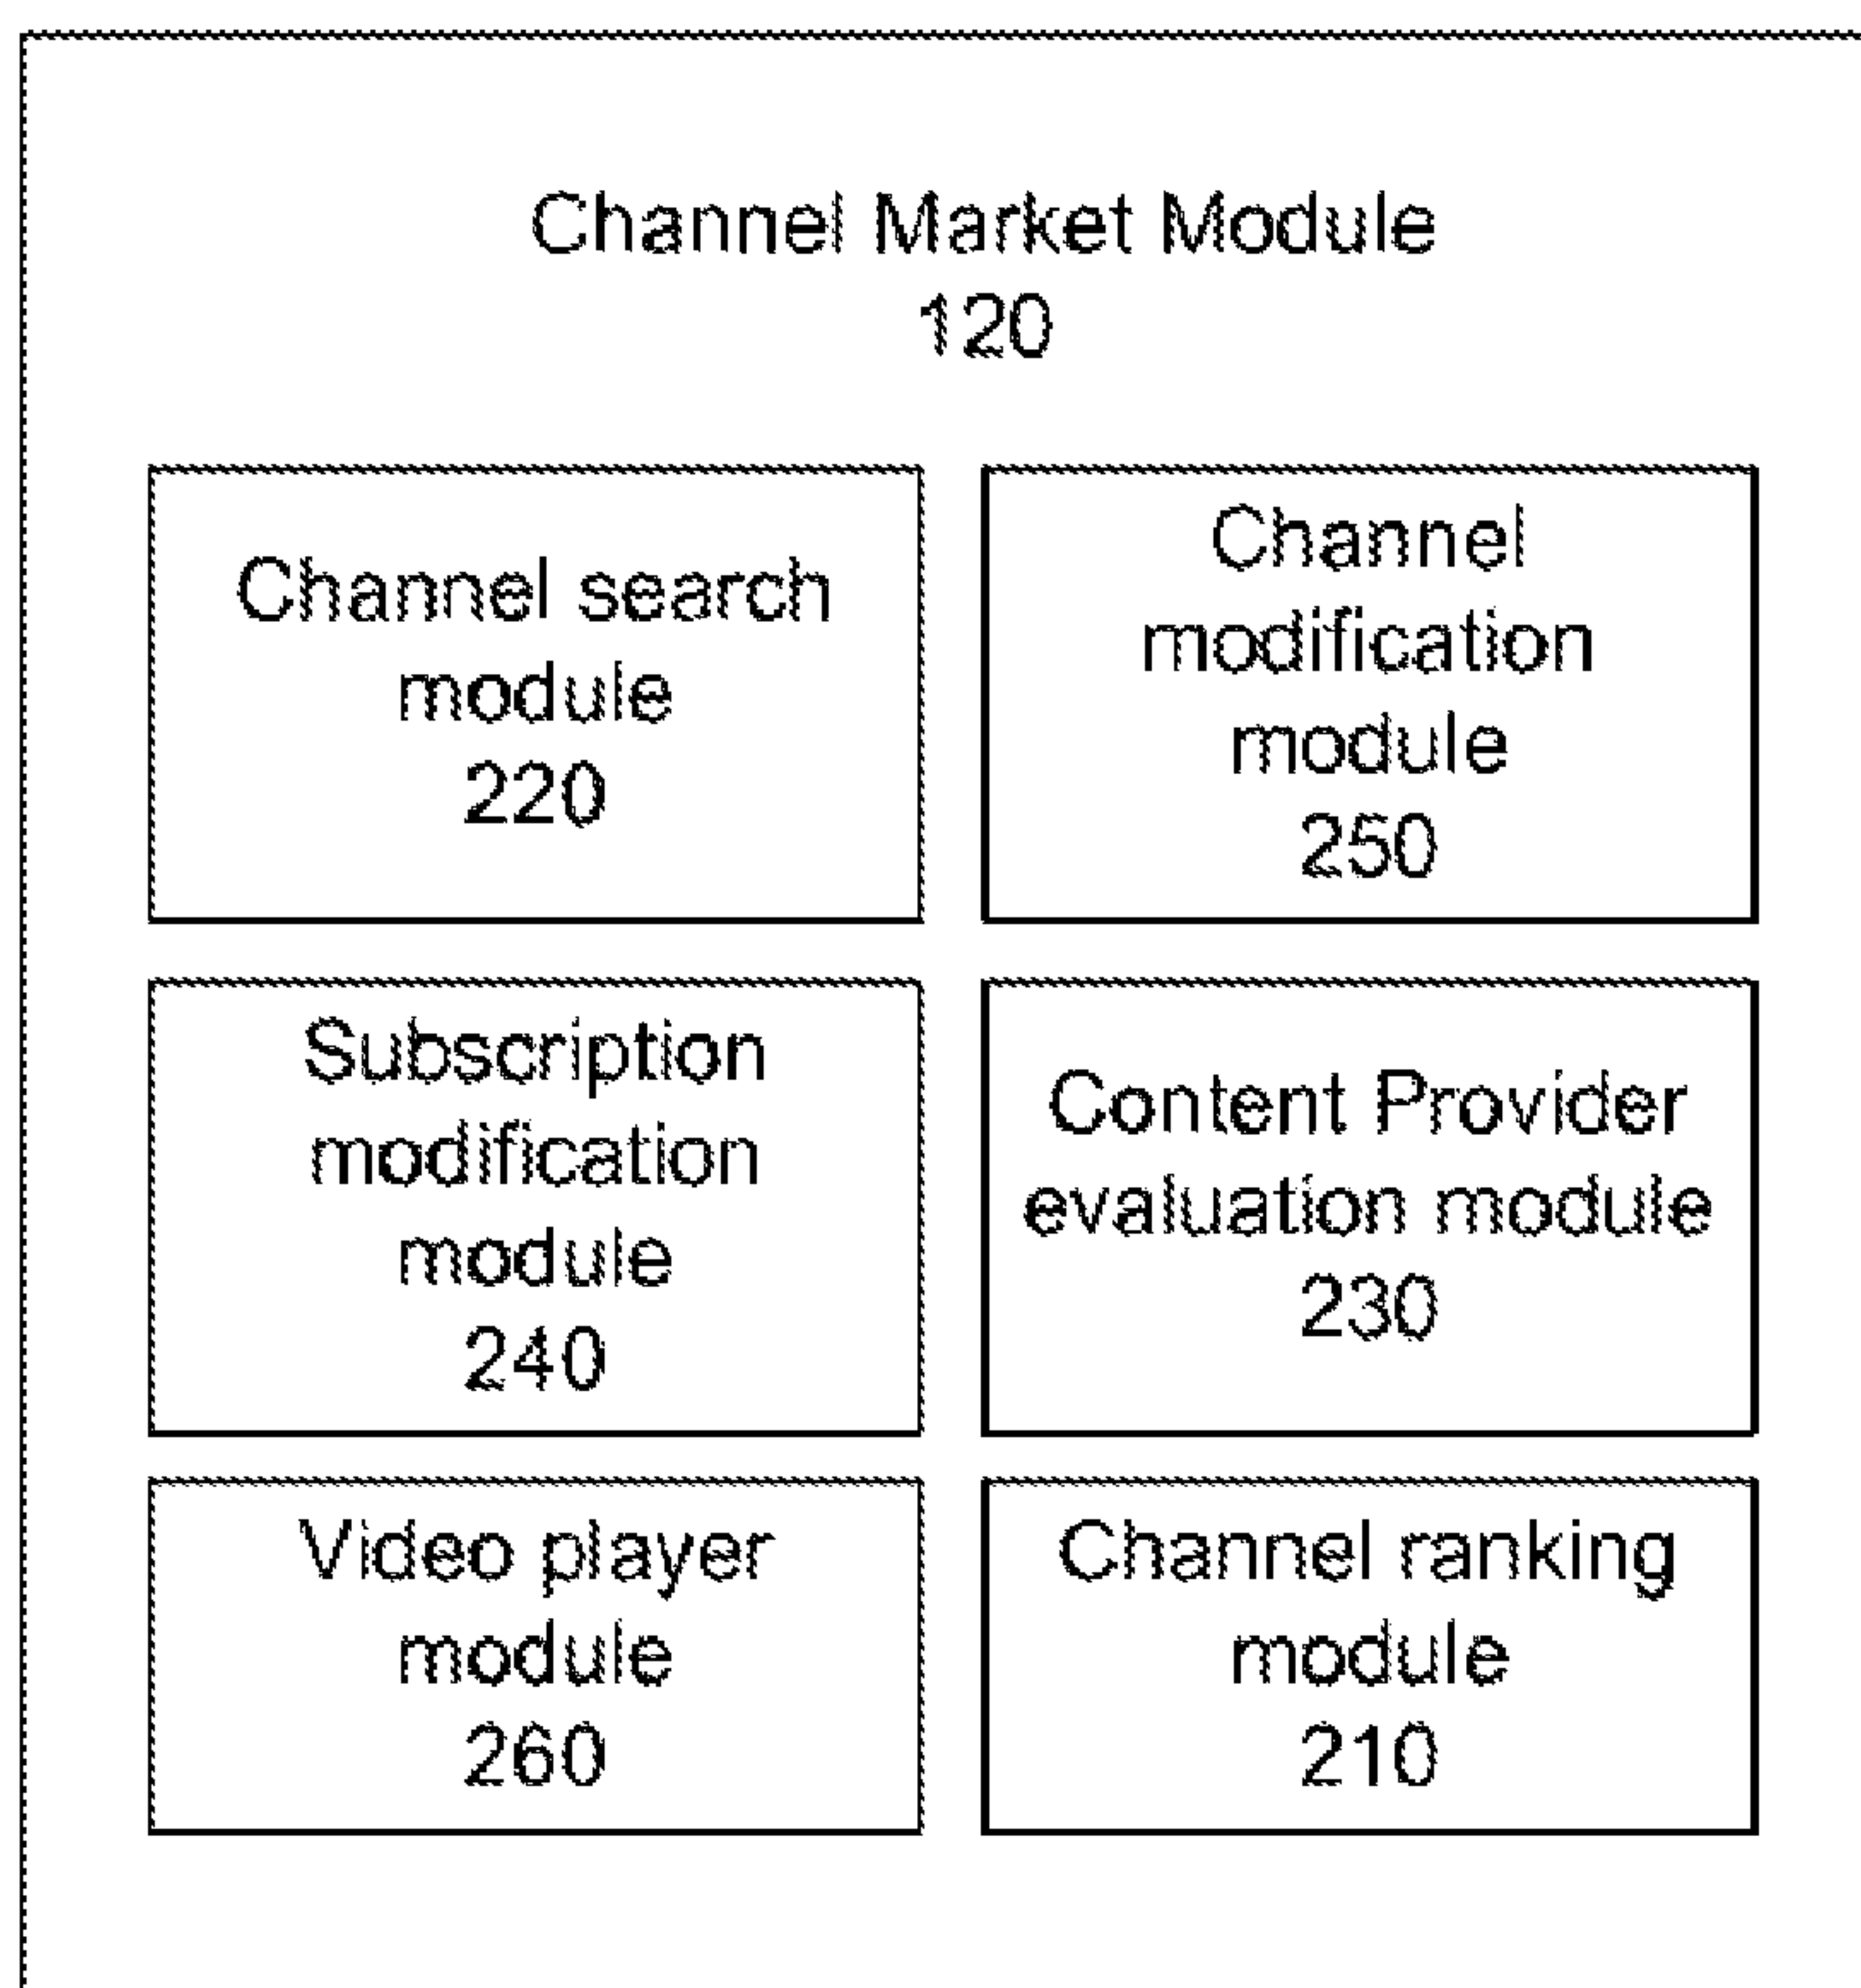 Channel Market Module
120
Channel search
module
220
Channel
modification
module
250
Subscription
modification
module
240
Content Provider
evaluation module
230
Video player
module
260
Channel ranking
module
210